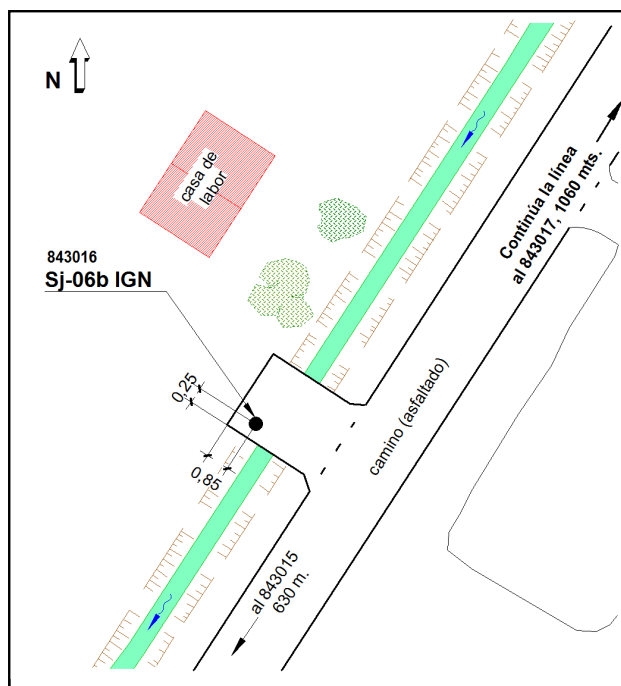 N
casa de
labor
843016
Sj-06b IGN
Continúa la línea
al 843017, 1060 mts.
camino (asfaltado)
0,25
0,85
al 843015
630 m.